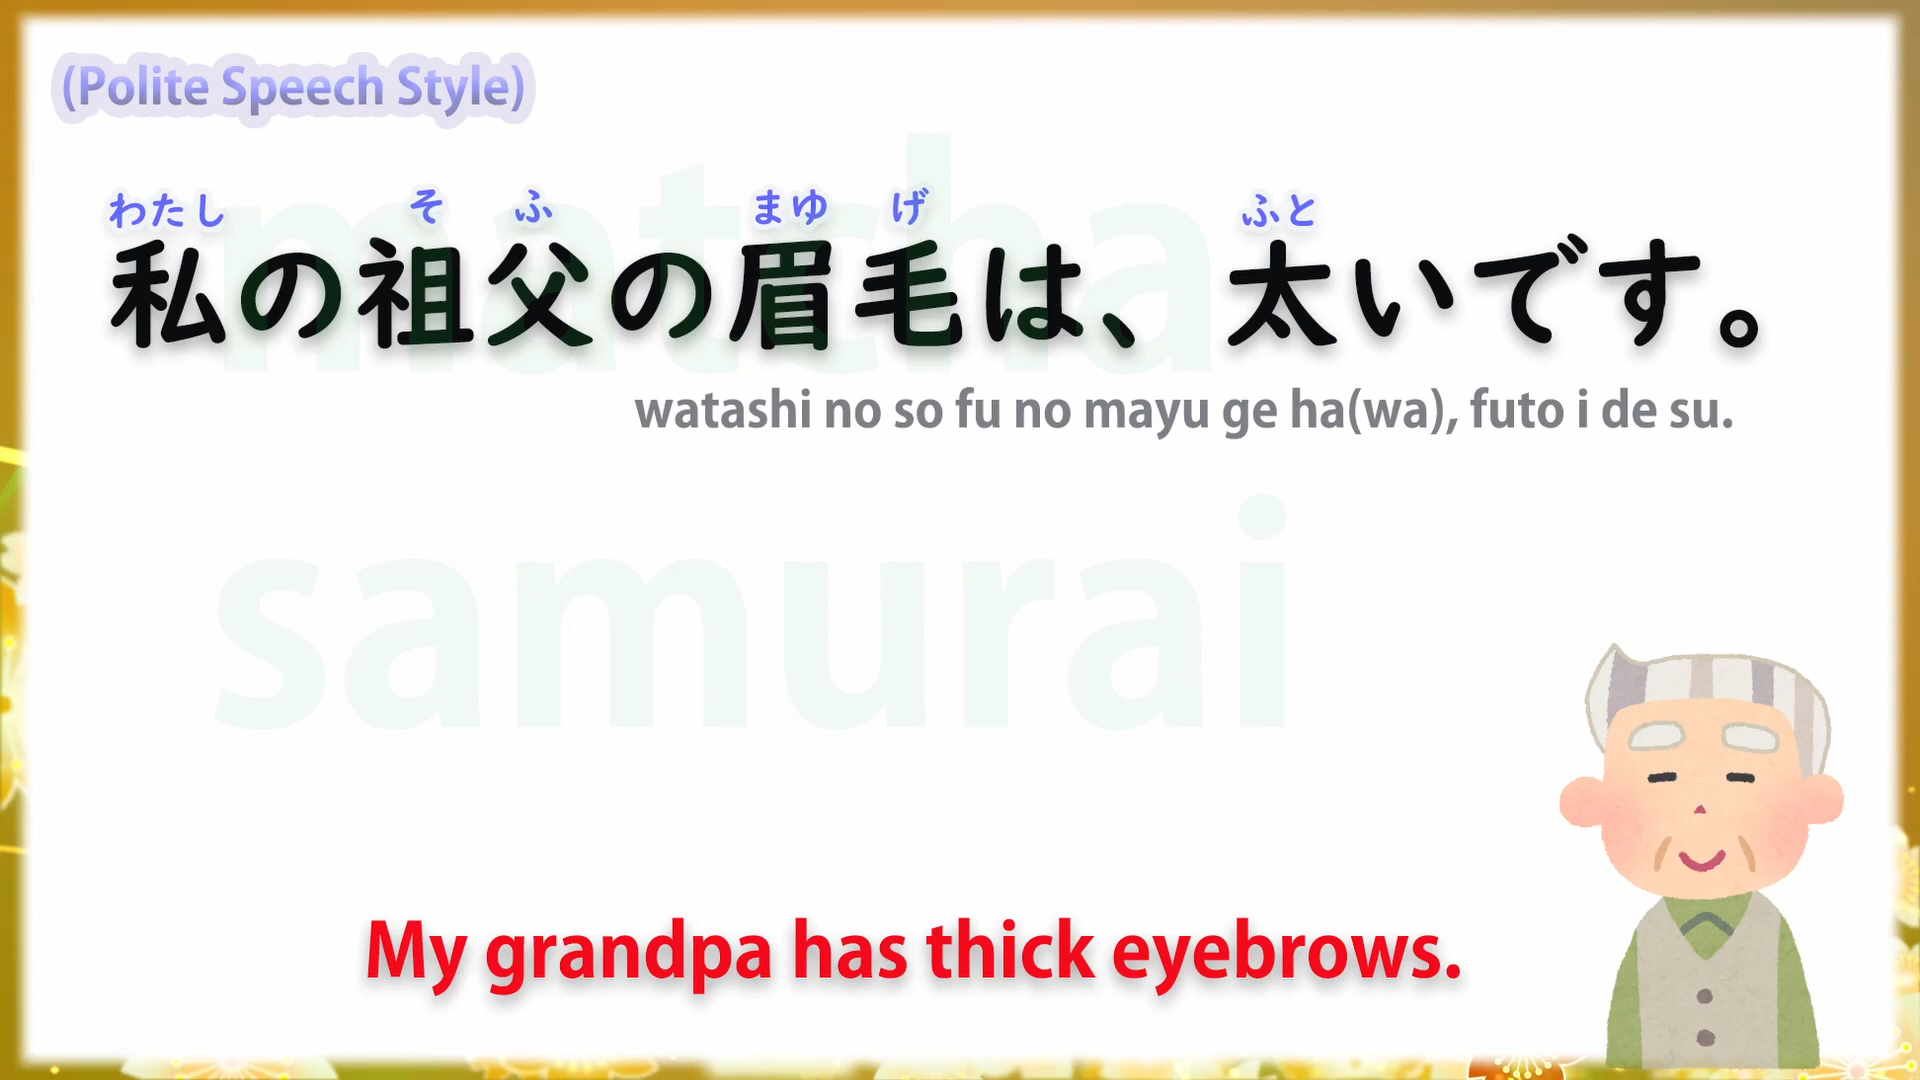 (Polite Speech Style)
わたし そ ふ まゆ げ ふと
私の祖父の眉毛は、太いです。
watashi no so fu no mayu ge ha(wa), futo i de su.
matcha
samurai
My grandpa has thick eyebrows.